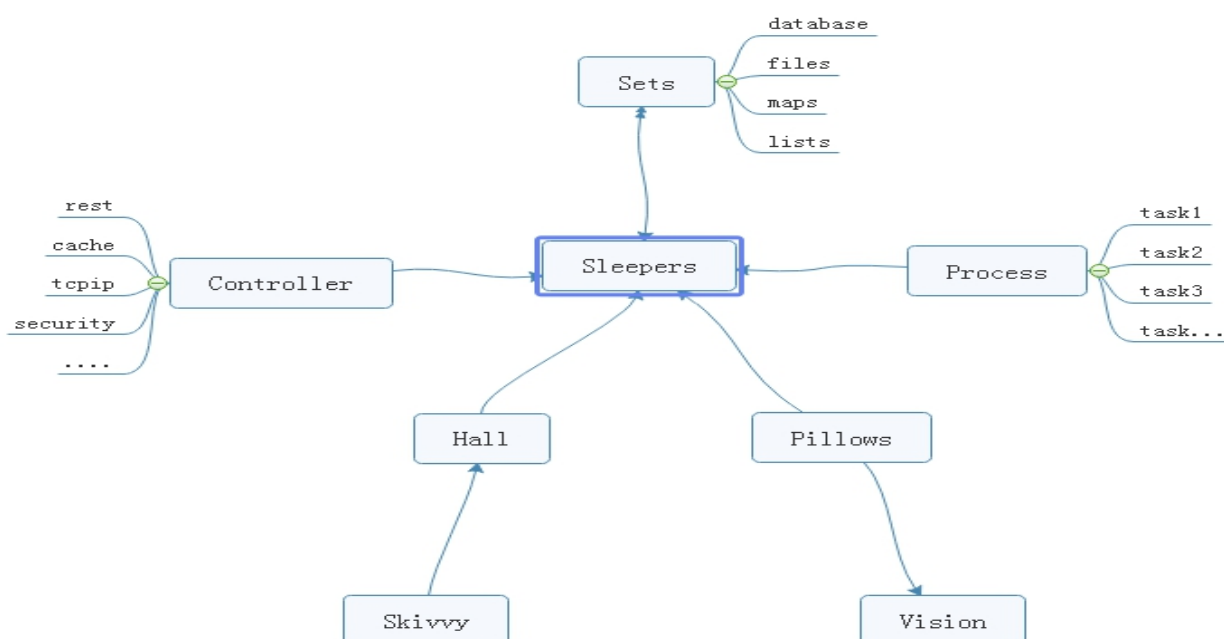 database
files
Sets
maps
lists
rest
cache
tcpip
security
....
Controller
Sleepers
Process
task1
task2
task3
task...
Hall
Pillows
Skivvy
Vision